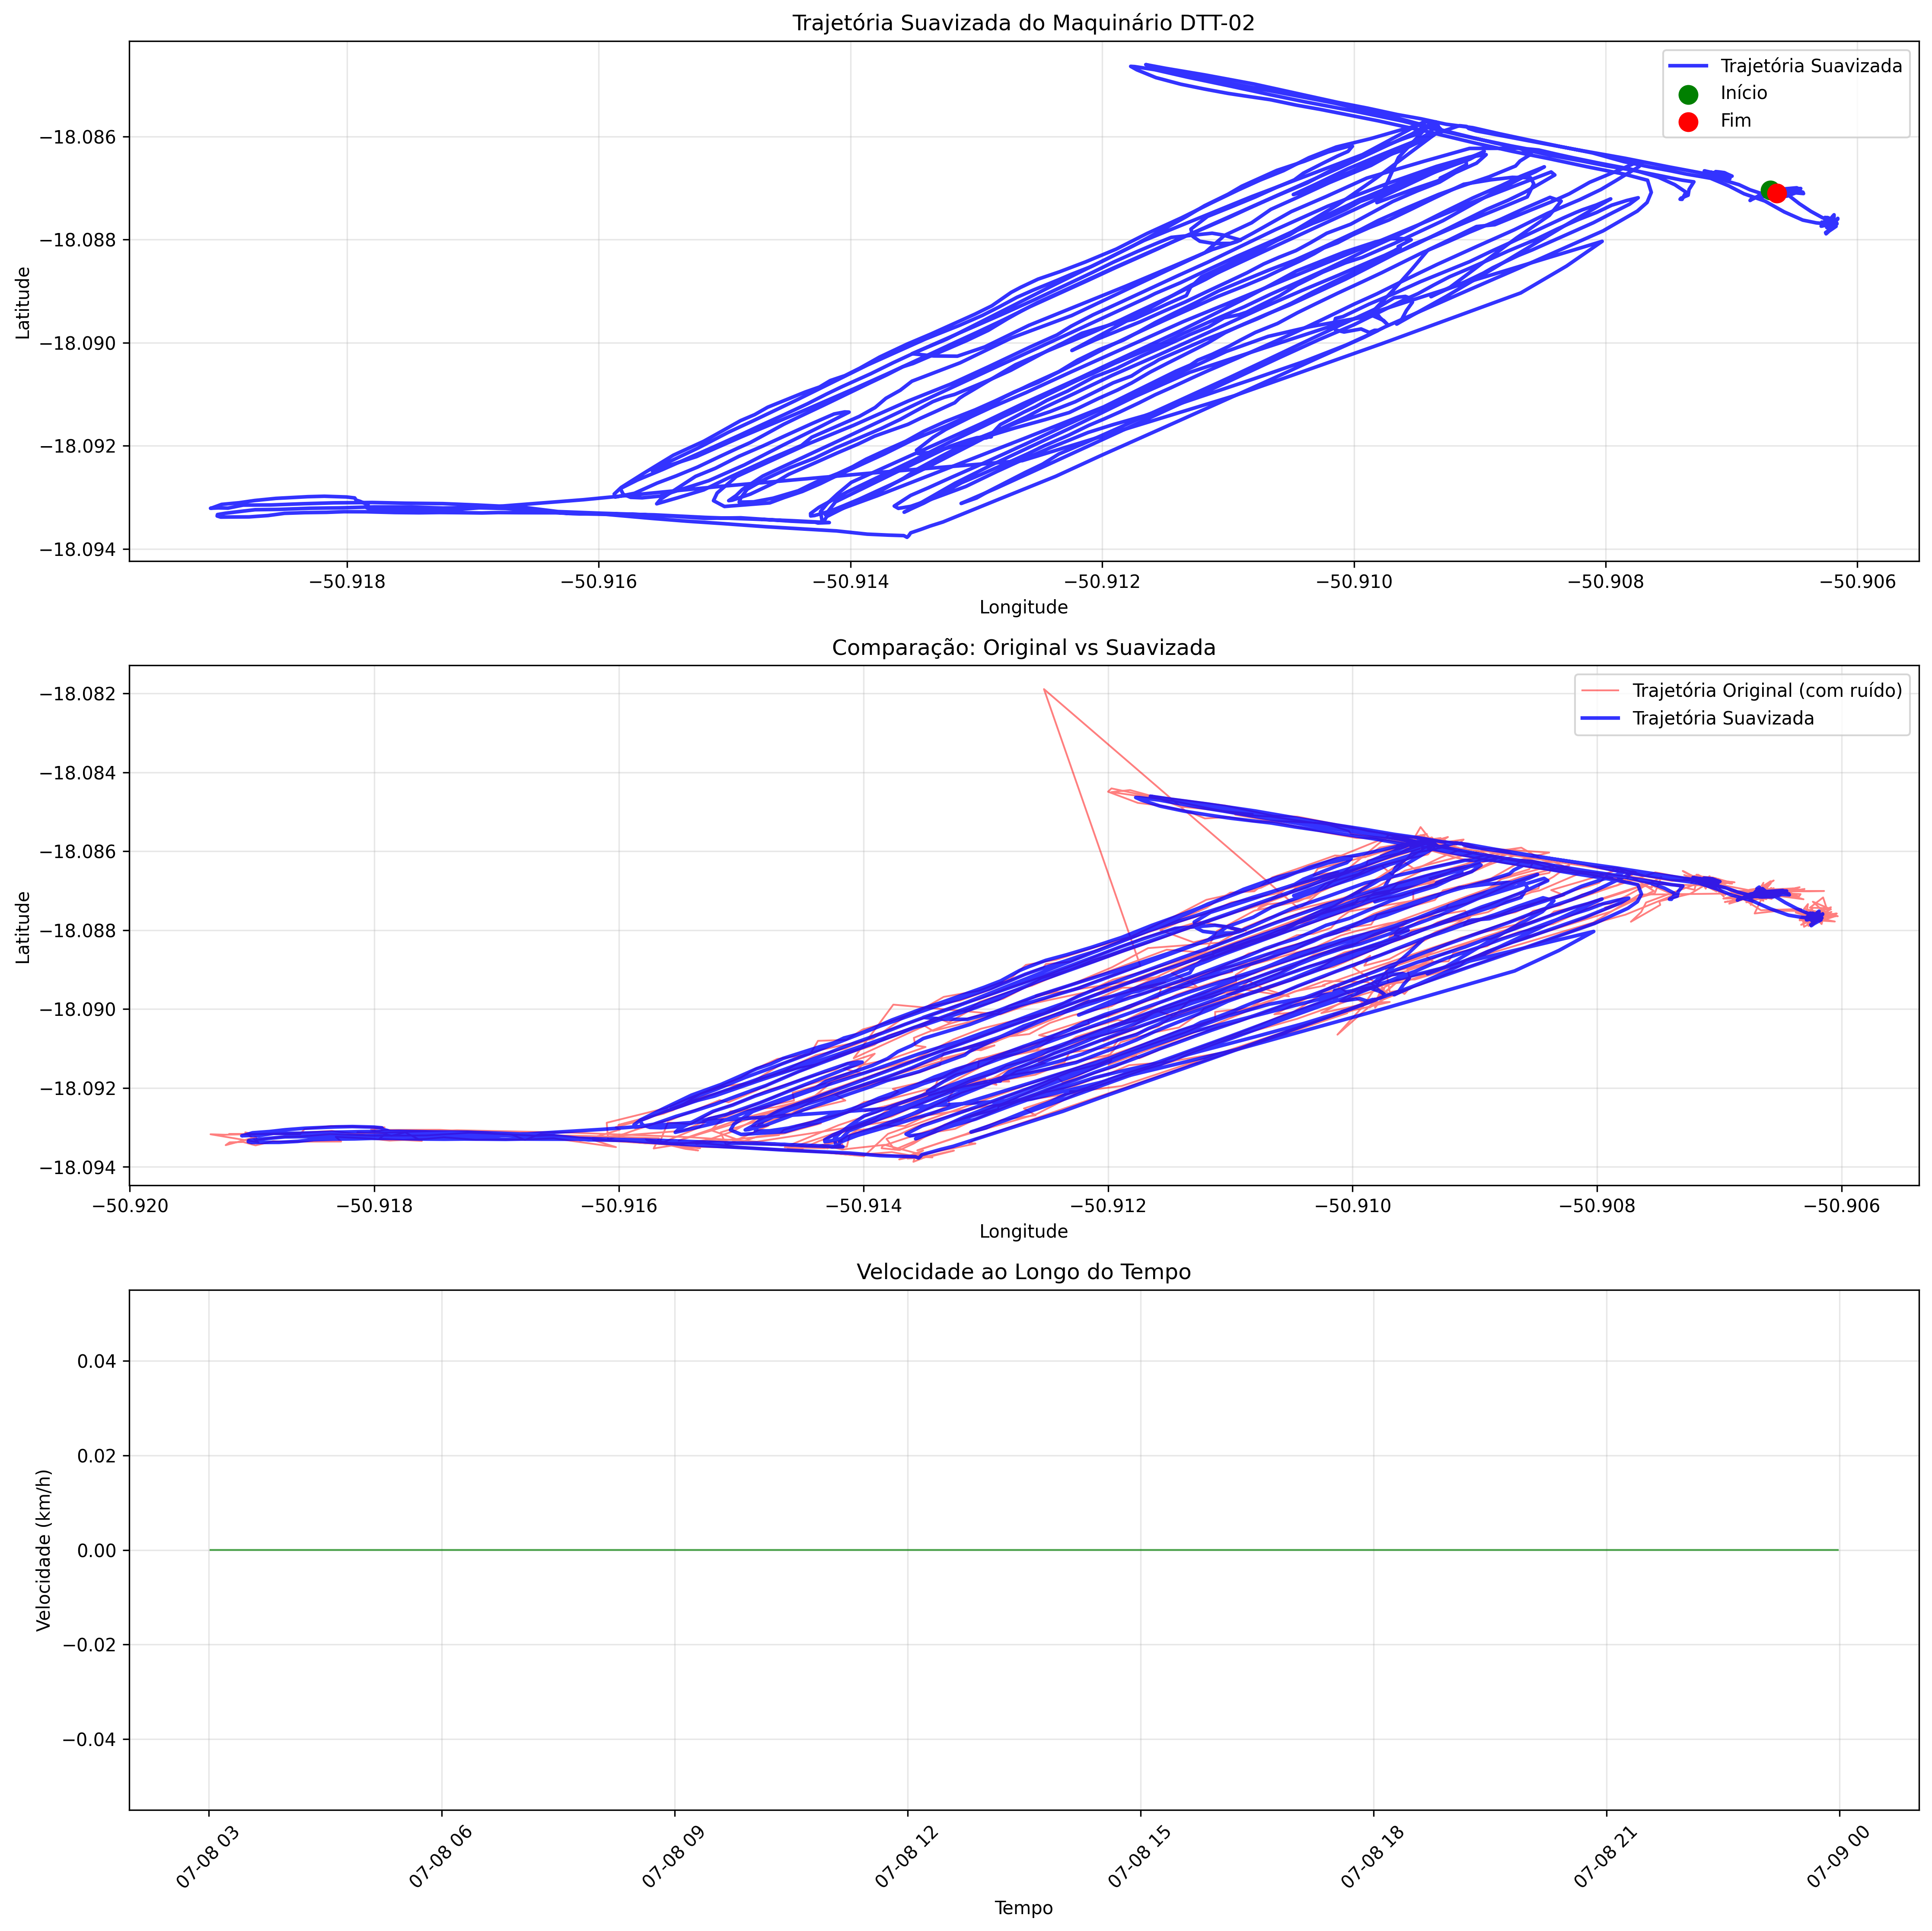 Trajetória Suavizada do Maquinário DTT-02
Trajetória Suavizada
Início
Fim
Latitude
−18.086
−18.088
−18.090
−18.092
−18.094
−50.918
−50.916
−50.914
−50.912
−50.910
−50.908
−50.906
Longitude
Comparação: Original vs Suavizada
Trajetória Original (com ruído)
Trajetória Suavizada
Latitude
−18.082
−18.084
−18.086
−18.088
−18.090
−18.092
−18.094
−50.920
−50.918
−50.916
−50.914
−50.912
−50.910
−50.908
−50.906
Longitude
Velocidade ao Longo do Tempo
Velocidade (km/h)
0.04
0.02
0.00
−0.02
−0.04
07-08 03
07-08 06
07-08 09
07-08 12
07-08 15
07-08 18
07-08 21
07-09 00
Tempo